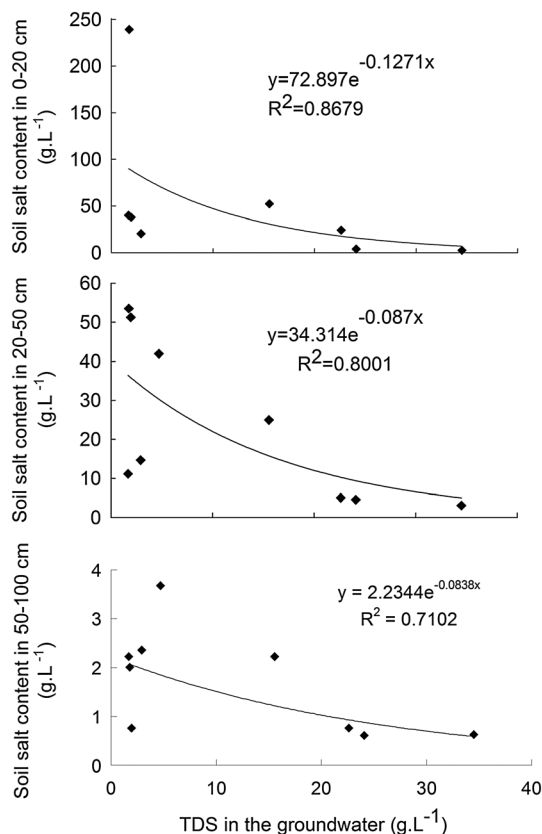 Soil salt content in 0-20 cm
(g.L-1)
250
200
150
100
50
0
y=72.897e-0.1271x
R2=0.8679
Soil salt content in 20-50 cm
(g.L-1)
60
50
40
30
20
10
0
y=34.314e-0.087x
R2=0.8001
Soil salt content in 50-100 cm
(g.L-1)
4
3
2
1
0
y = 2.2344e-0.0838x
R2 = 0.7102
0 10 20 30 40
TDS in the groundwater (g.L-1)